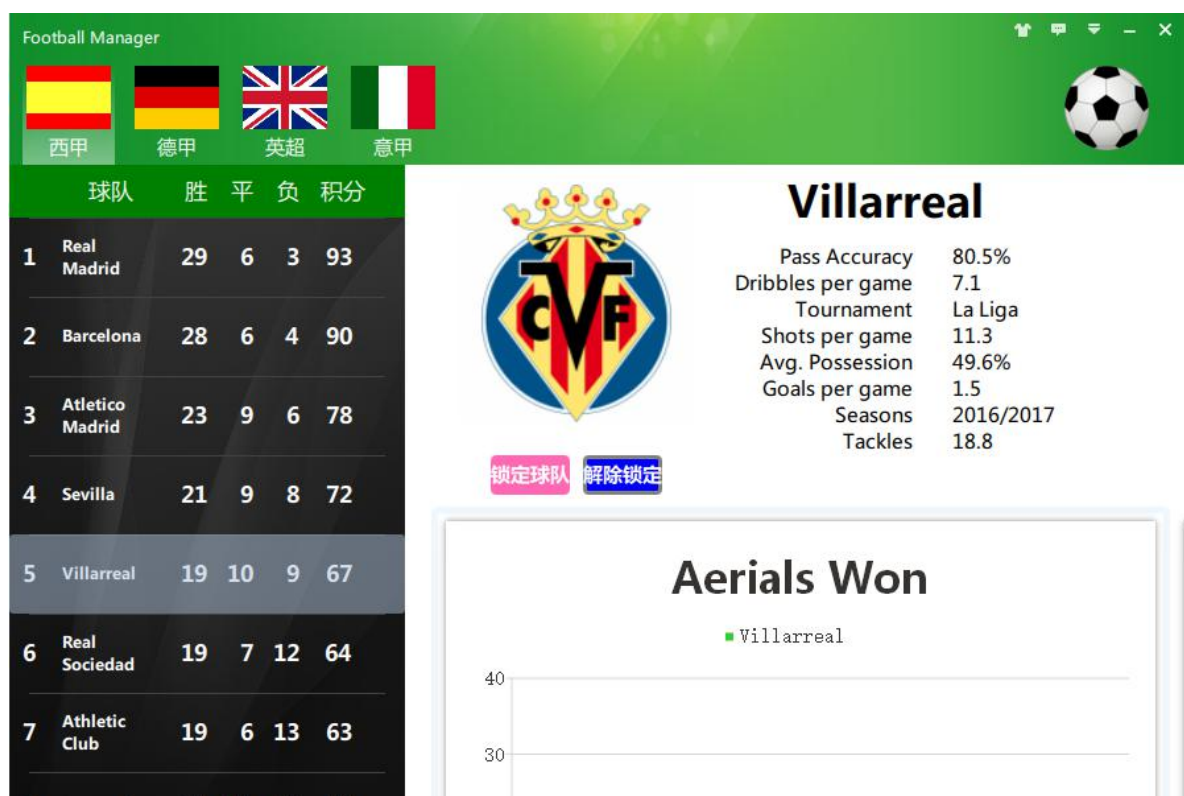 Football Manager
西甲 德甲 英超 意甲
球队 胜 平 负 积分
1 Real Madrid 29 6 3 93
2 Barcelona 28 6 4 90
3 Atletico Madrid 23 9 6 78
4 Sevilla 21 9 8 72
5 Villarreal 19 10 9 67
6 Real Sociedad 19 7 12 64
7 Athletic Club 19 6 13 63
CVF
Villarreal
Pass Accuracy 80.5%
Dribbles per game 7.1
Tournament La Liga
Shots per game 11.3
Avg. Possession 49.6%
Goals per game 1.5
Seasons 2016/2017
Tackles 18.8
锁定球队 解除锁定
Aerials Won
Villarreal
40
30